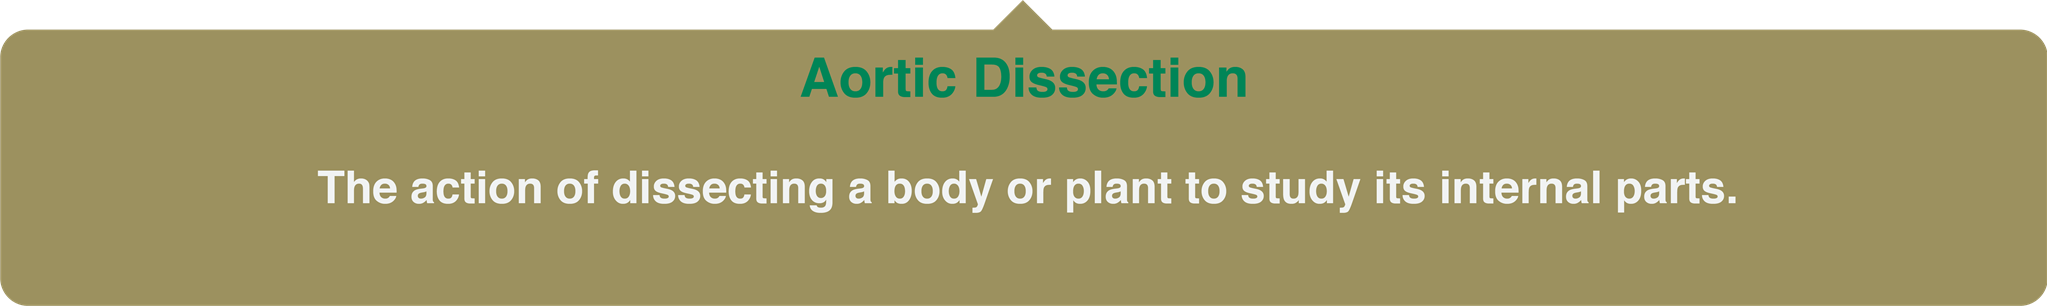 Aortic Dissection
The action of dissecting a body or plant to study its internal parts.